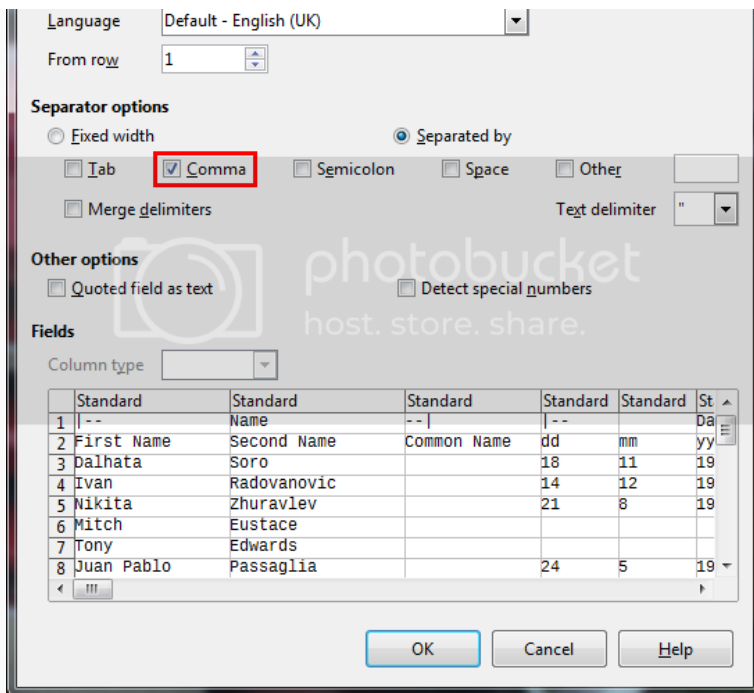 Language Default - English (UK)
From row 1
Separator options
Fixed width Separated by
Tab Comma Semicolon Space Other
Merge delimiters Text delimiter "
Other options
Quoted field as text Detect special numbers
photobucket
host. store. share.
Fields
Column type
Standard Standard Standard Standard Standard St
1 |-- Name --| |-- Da
2 First Name Second Name Common Name dd mm yy
3 Dalhata Soro 18 11 19
4 Ivan Radovanovic 14 12 19
5 Nikita Zhuravlev 21 8 19
6 Mitch Eustace
7 Tony Edwards
8 Juan Pablo Passaglia 24 5 19
OK Cancel Help